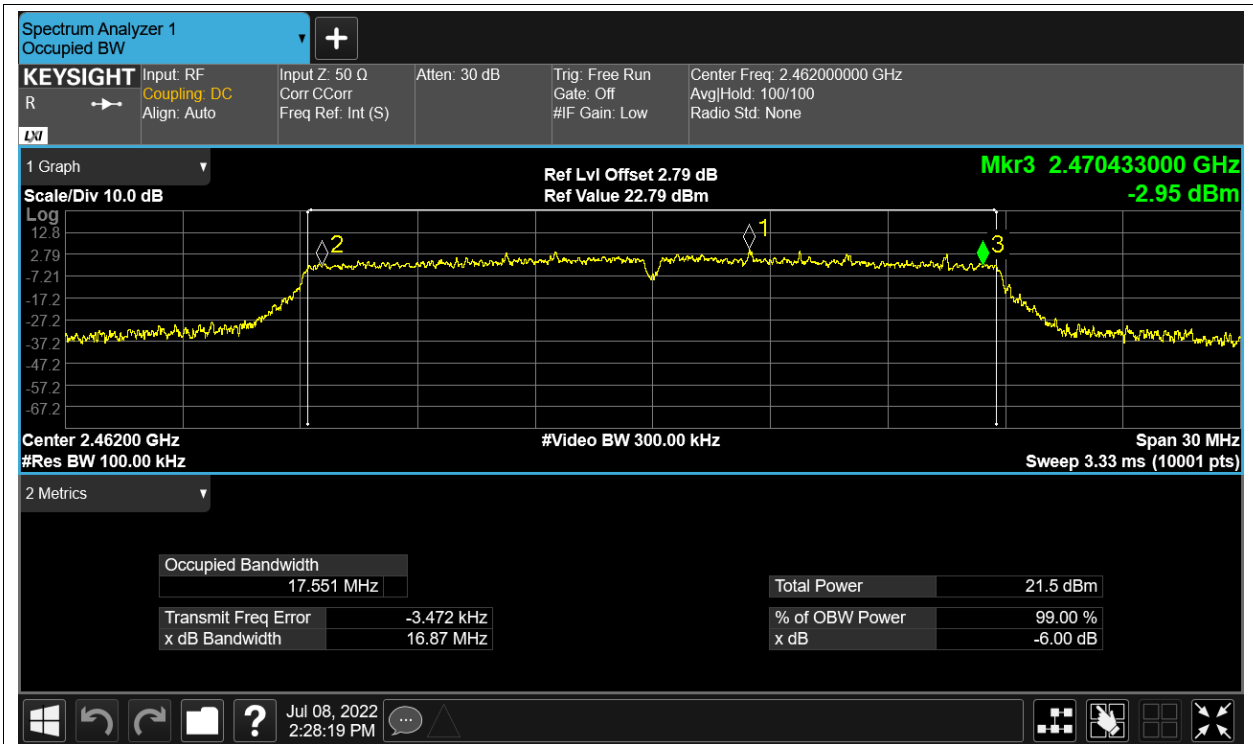 Spectrum Analyzer 1
Occupied BW
KEYSIGHT
R
LXI
Input: RF
Coupling: DC
Align: Auto
Input Z: 50 Ω
Corr CCorr
Freq Ref: Int (S)
Atten: 30 dB
Trig: Free Run
Gate: Off
#IF Gain: Low
Center Freq: 2.462000000 GHz
Avg|Hold: 100/100
Radio Std: None
1 Graph
Scale/Div 10.0 dB
Ref Lvl Offset 2.79 dB
Ref Value 22.79 dBm
Mkr3 2.470433000 GHz
-2.95 dBm
Log
12.8
2.79
-7.21
-17.2
-27.2
-37.2
-47.2
-57.2
-67.2
2
1
3
Center 2.46200 GHz
#Video BW 300.00 kHz
Span 30 MHz
#Res BW 100.00 kHz
Sweep 3.33 ms (10001 pts)
2 Metrics
Occupied Bandwidth
17.551 MHz
Total Power 21.5 dBm
Transmit Freq Error -3.472 kHz
% of OBW Power 99.00 %
x dB Bandwidth 16.87 MHz
x dB -6.00 dB
?
Jul 08, 2022
2:28:19 PM